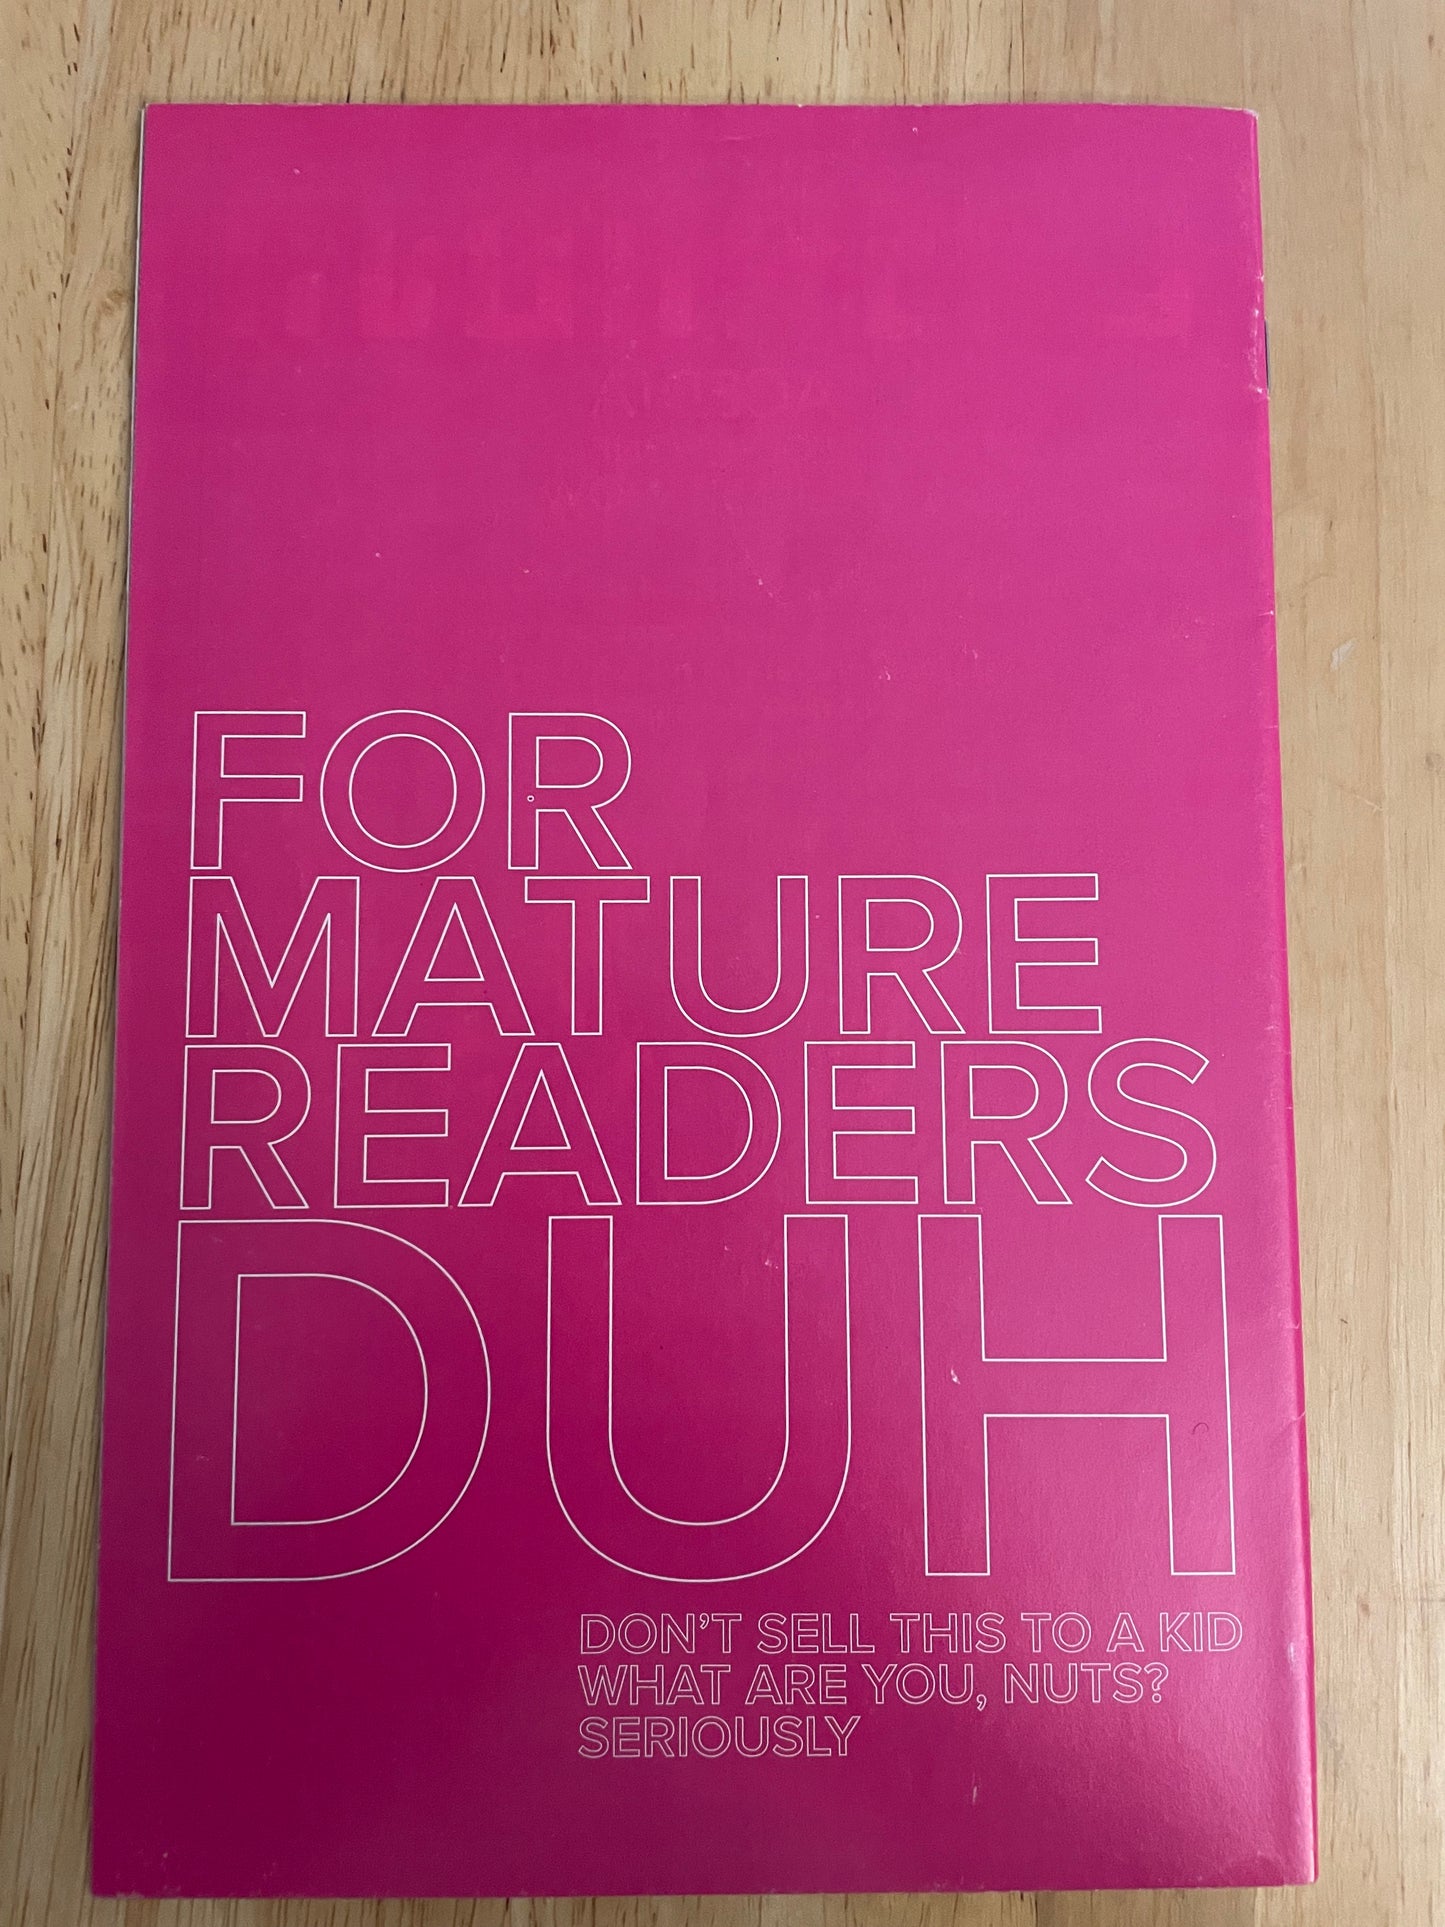 FOR
MATURE
READERS
DUH
DON'T SELL THIS TO A KID
WHAT ARE YOU, NUTS?
SERIOUSLY